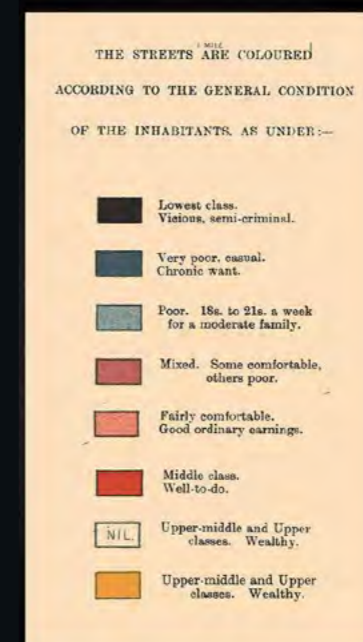 1 MILE
THE STREETS ARE COLOURED
ACCORDING TO THE GENERAL CONDITION
OF THE INHABITANTS, AS UNDER:—
Lowest class.
Vicious, semi-criminal.
Very poor, casual.
Chronic want.
Poor. 18s. to 21s. a week
for a moderate family.
Mixed. Some comfortable,
others poor.
Fairly comfortable.
Good ordinary earnings.
Middle class.
Well-to-do.
NIL.
Upper-middle and Upper
classes. Wealthy.
Upper-middle and Upper
classes. Wealthy.